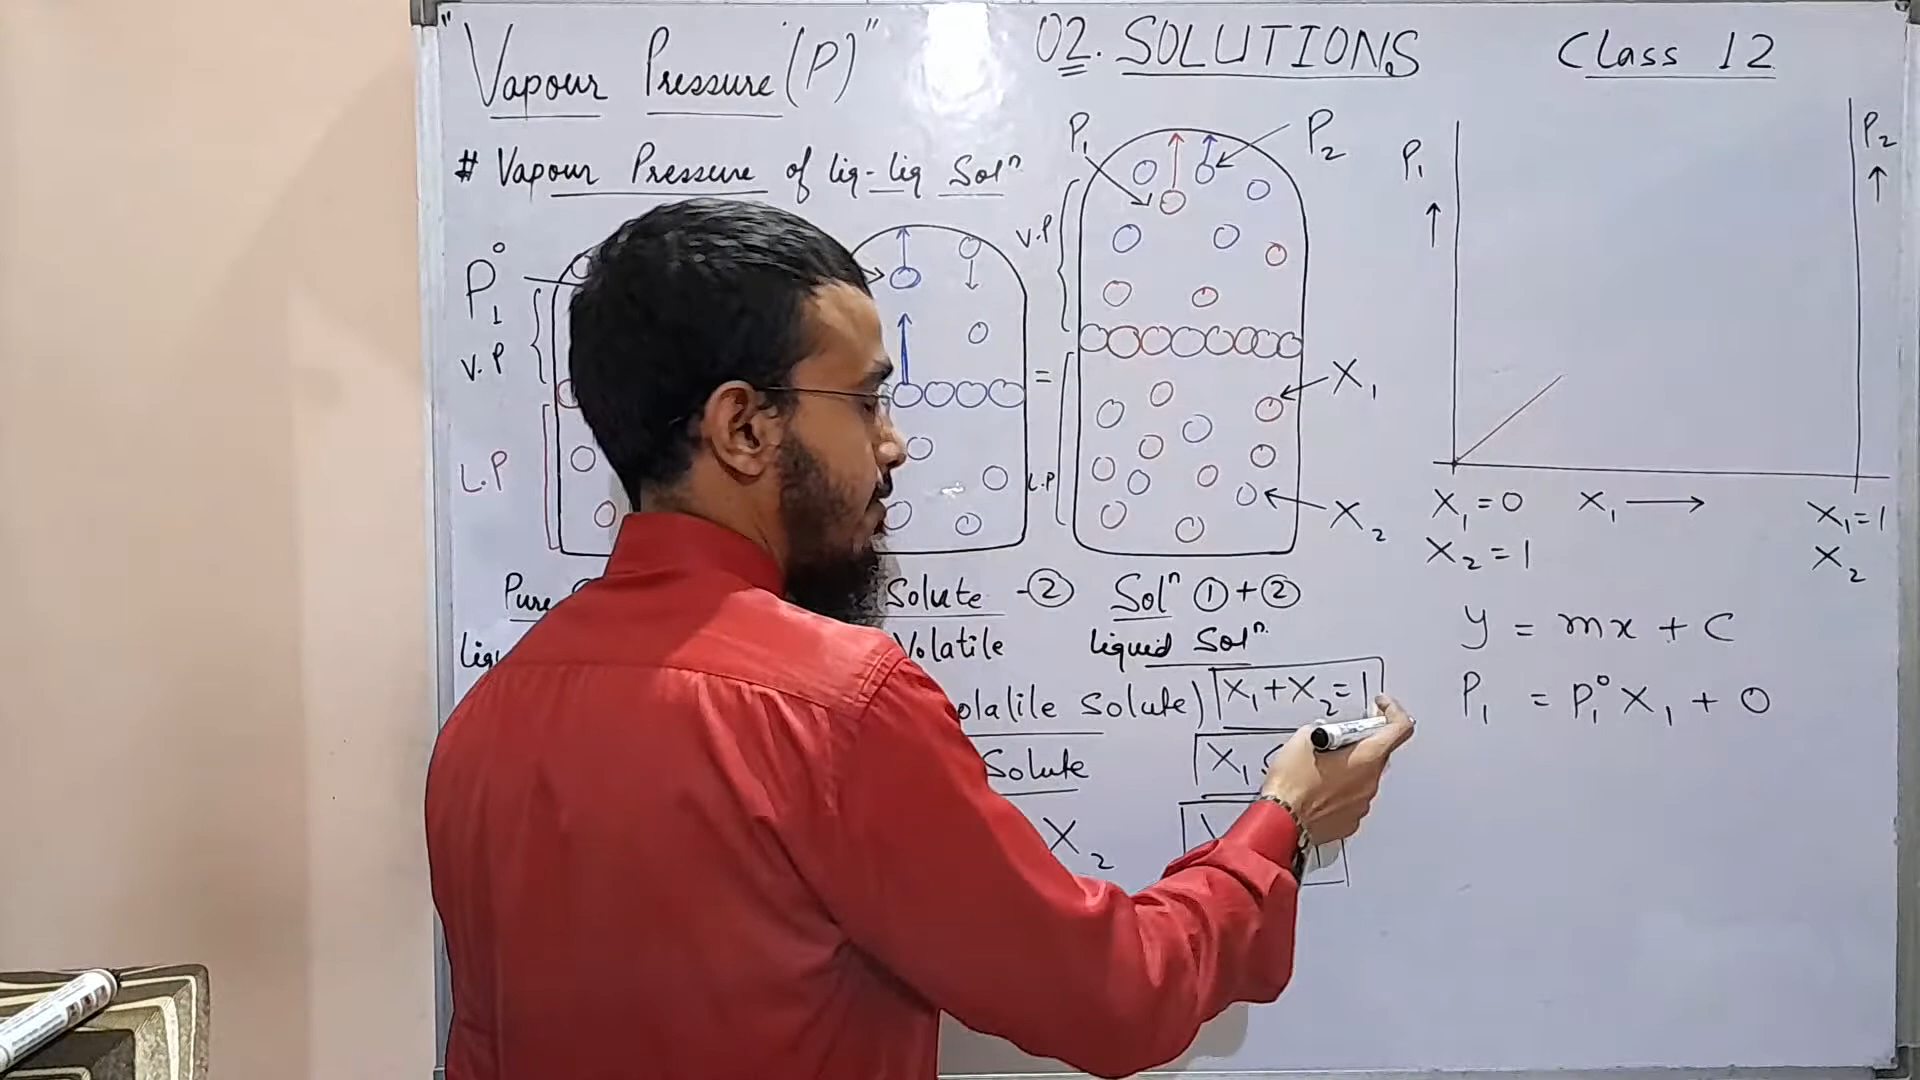 "Vapour Pressure (P)"
02. SOLUTIONS
Class 12
# Vapour Pressure of liq-liq Solⁿ
P₁°
V.P
L.P
=
P₁
P₂
V.P
L.P
X₁
X₂
P₁ ↑
P₂ ↑
X₁=0 X₁ → X₁=1
X₂=1 X₂
Pure Solute -② Solⁿ ①+②
Volatile liquid Solⁿ
Solute) X₁+X₂=1
Solute X₁
X₂
y = mx + C
P₁ = P₁° X₁ + 0